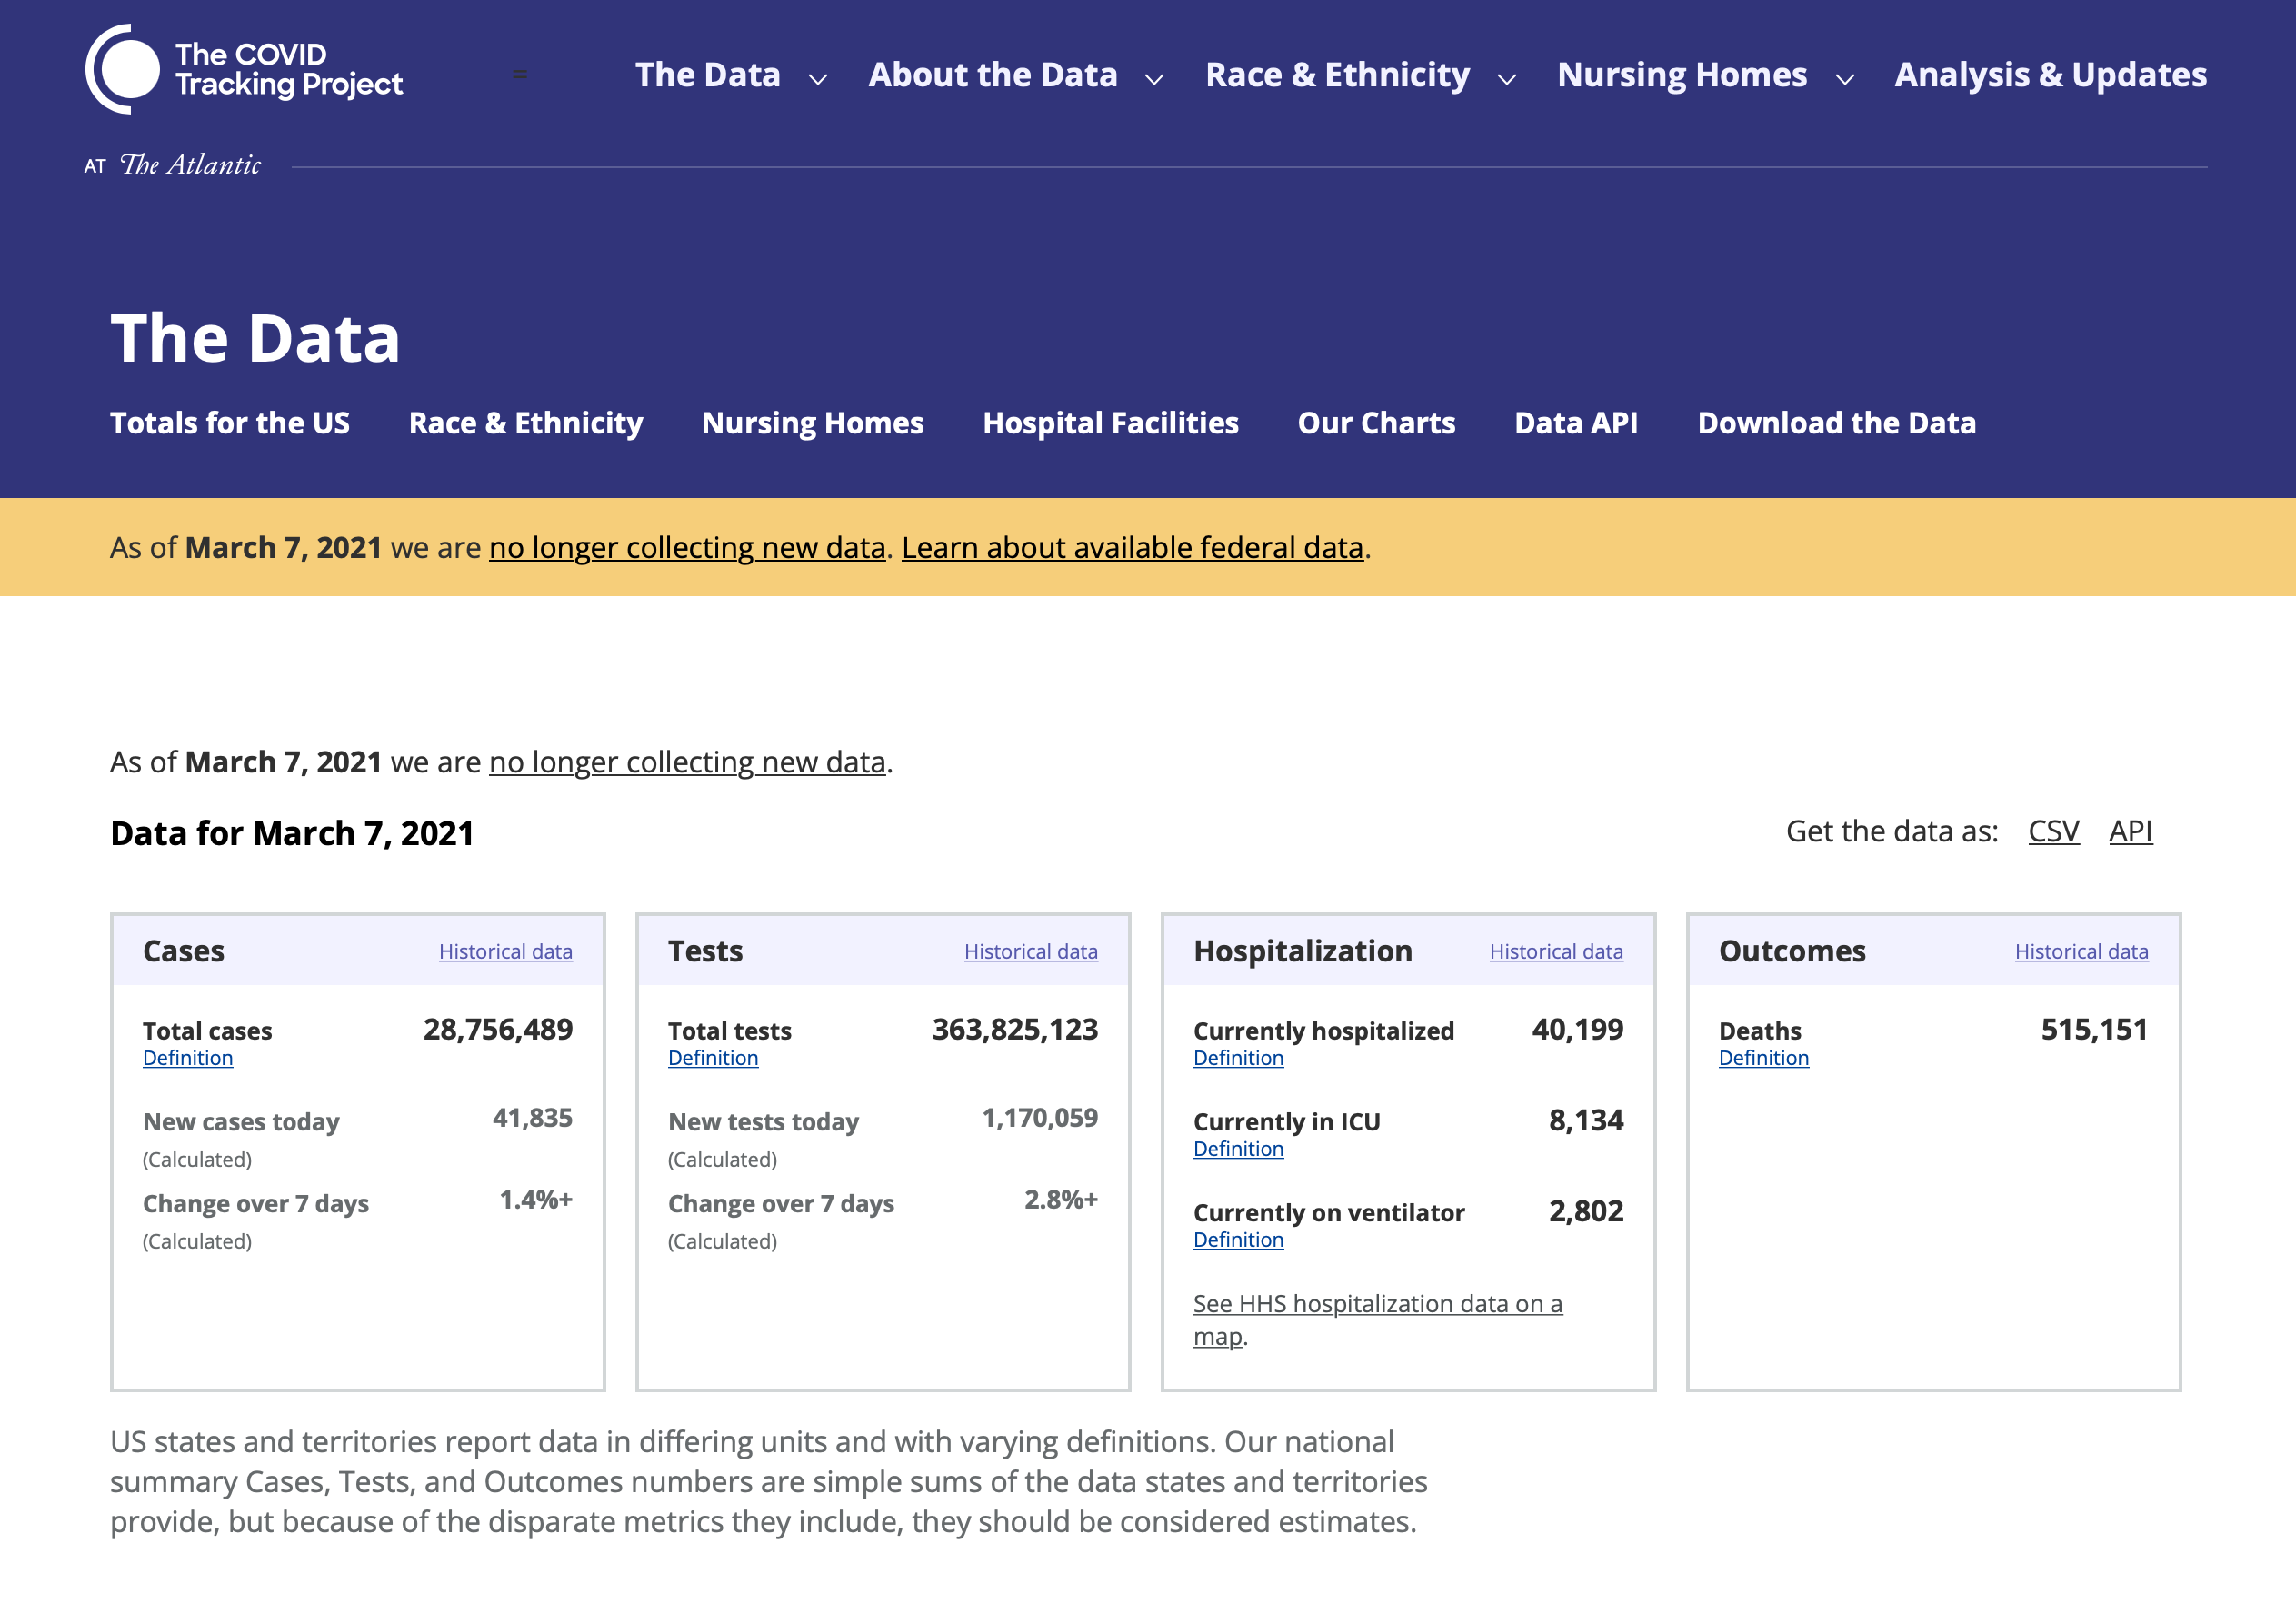 The COVID
Tracking Project
=
The Data
About the Data
Race & Ethnicity
Nursing Homes
Analysis & Updates
AT The Atlantic
The Data
Totals for the US
Race & Ethnicity
Nursing Homes
Hospital Facilities
Our Charts
Data API
Download the Data
As of March 7, 2021 we are no longer collecting new data. Learn about available federal data.
As of March 7, 2021 we are no longer collecting new data.
Data for March 7, 2021
Get the data as: CSV API
Cases Historical data
Total cases 28,756,489
Definition
New cases today 41,835
(Calculated)
Change over 7 days 1.4%+
(Calculated)
Tests Historical data
Total tests 363,825,123
Definition
New tests today 1,170,059
(Calculated)
Change over 7 days 2.8%+
(Calculated)
Hospitalization Historical data
Currently hospitalized 40,199
Definition
Currently in ICU 8,134
Definition
Currently on ventilator 2,802
Definition
See HHS hospitalization data on a
map.
Outcomes Historical data
Deaths 515,151
Definition
US states and territories report data in differing units and with varying definitions. Our national
summary Cases, Tests, and Outcomes numbers are simple sums of the data states and territories
provide, but because of the disparate metrics they include, they should be considered estimates.